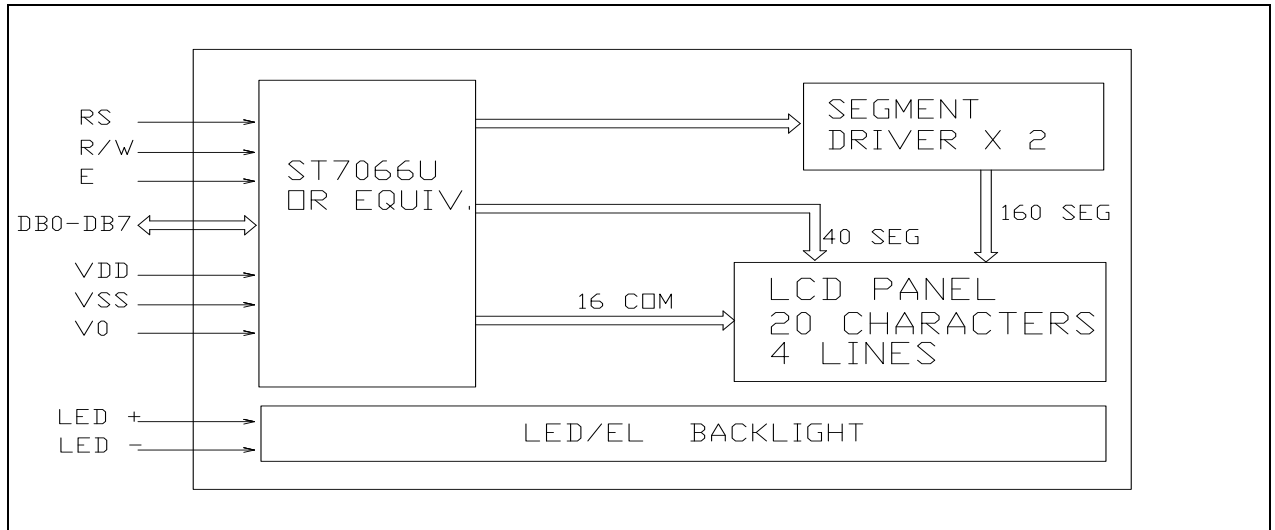 RS
R/W
E
DB0-DB7
VDD
VSS
V0
LED +
LED -
ST7066U
OR EQUIV.
SEGMENT
DRIVER X 2
160 SEG
40 SEG
16 COM
LCD PANEL
20 CHARACTERS
4 LINES
LED/EL BACKLIGHT